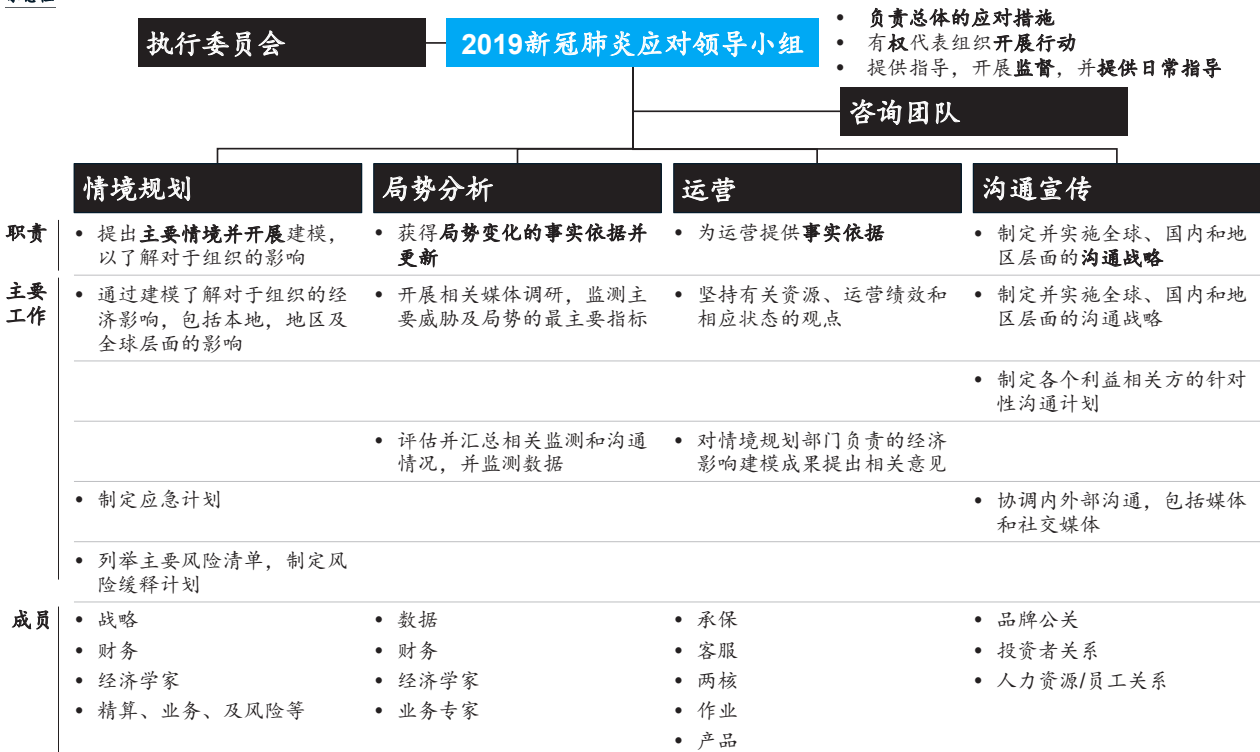 执行委员会
2019新冠肺炎应对领导小组
• 负责总体的应对措施
• 有权代表组织开展行动
• 提供指导，开展监督，并提供日常指导
咨询团队
情境规划
局势分析
运营
沟通宣传
职责
• 提出主要情境并开展建模，
以了解对于组织的影响
• 获得局势变化的事实依据并
更新
• 为运营提供事实依据
• 制定并实施全球、国内和地
区层面的沟通战略
主要
工作
• 通过建模了解对于组织的经
济影响，包括本地，地区及
全球层面的影响
• 开展相关媒体调研，监测主
要威胁及局势的最主要指标
• 坚持有关资源、运营绩效和
相应状态的观点
• 制定并实施全球、国内和地
区层面的沟通战略
• 制定各个利益相关方的针对
性沟通计划
• 评估并汇总相关监测和沟通
情况，并监测数据
• 对情境规划部门负责的经济
影响建模成果提出相关意见
• 制定应急计划
• 协调内外部沟通，包括媒体
和社交媒体
• 列举主要风险清单，制定风
险缓释计划
成员
• 战略
• 财务
• 经济学家
• 精算、业务、及风险等
• 数据
• 财务
• 经济学家
• 业务专家
• 承保
• 客服
• 两核
• 作业
• 产品
• 品牌公关
• 投资者关系
• 人力资源/员工关系